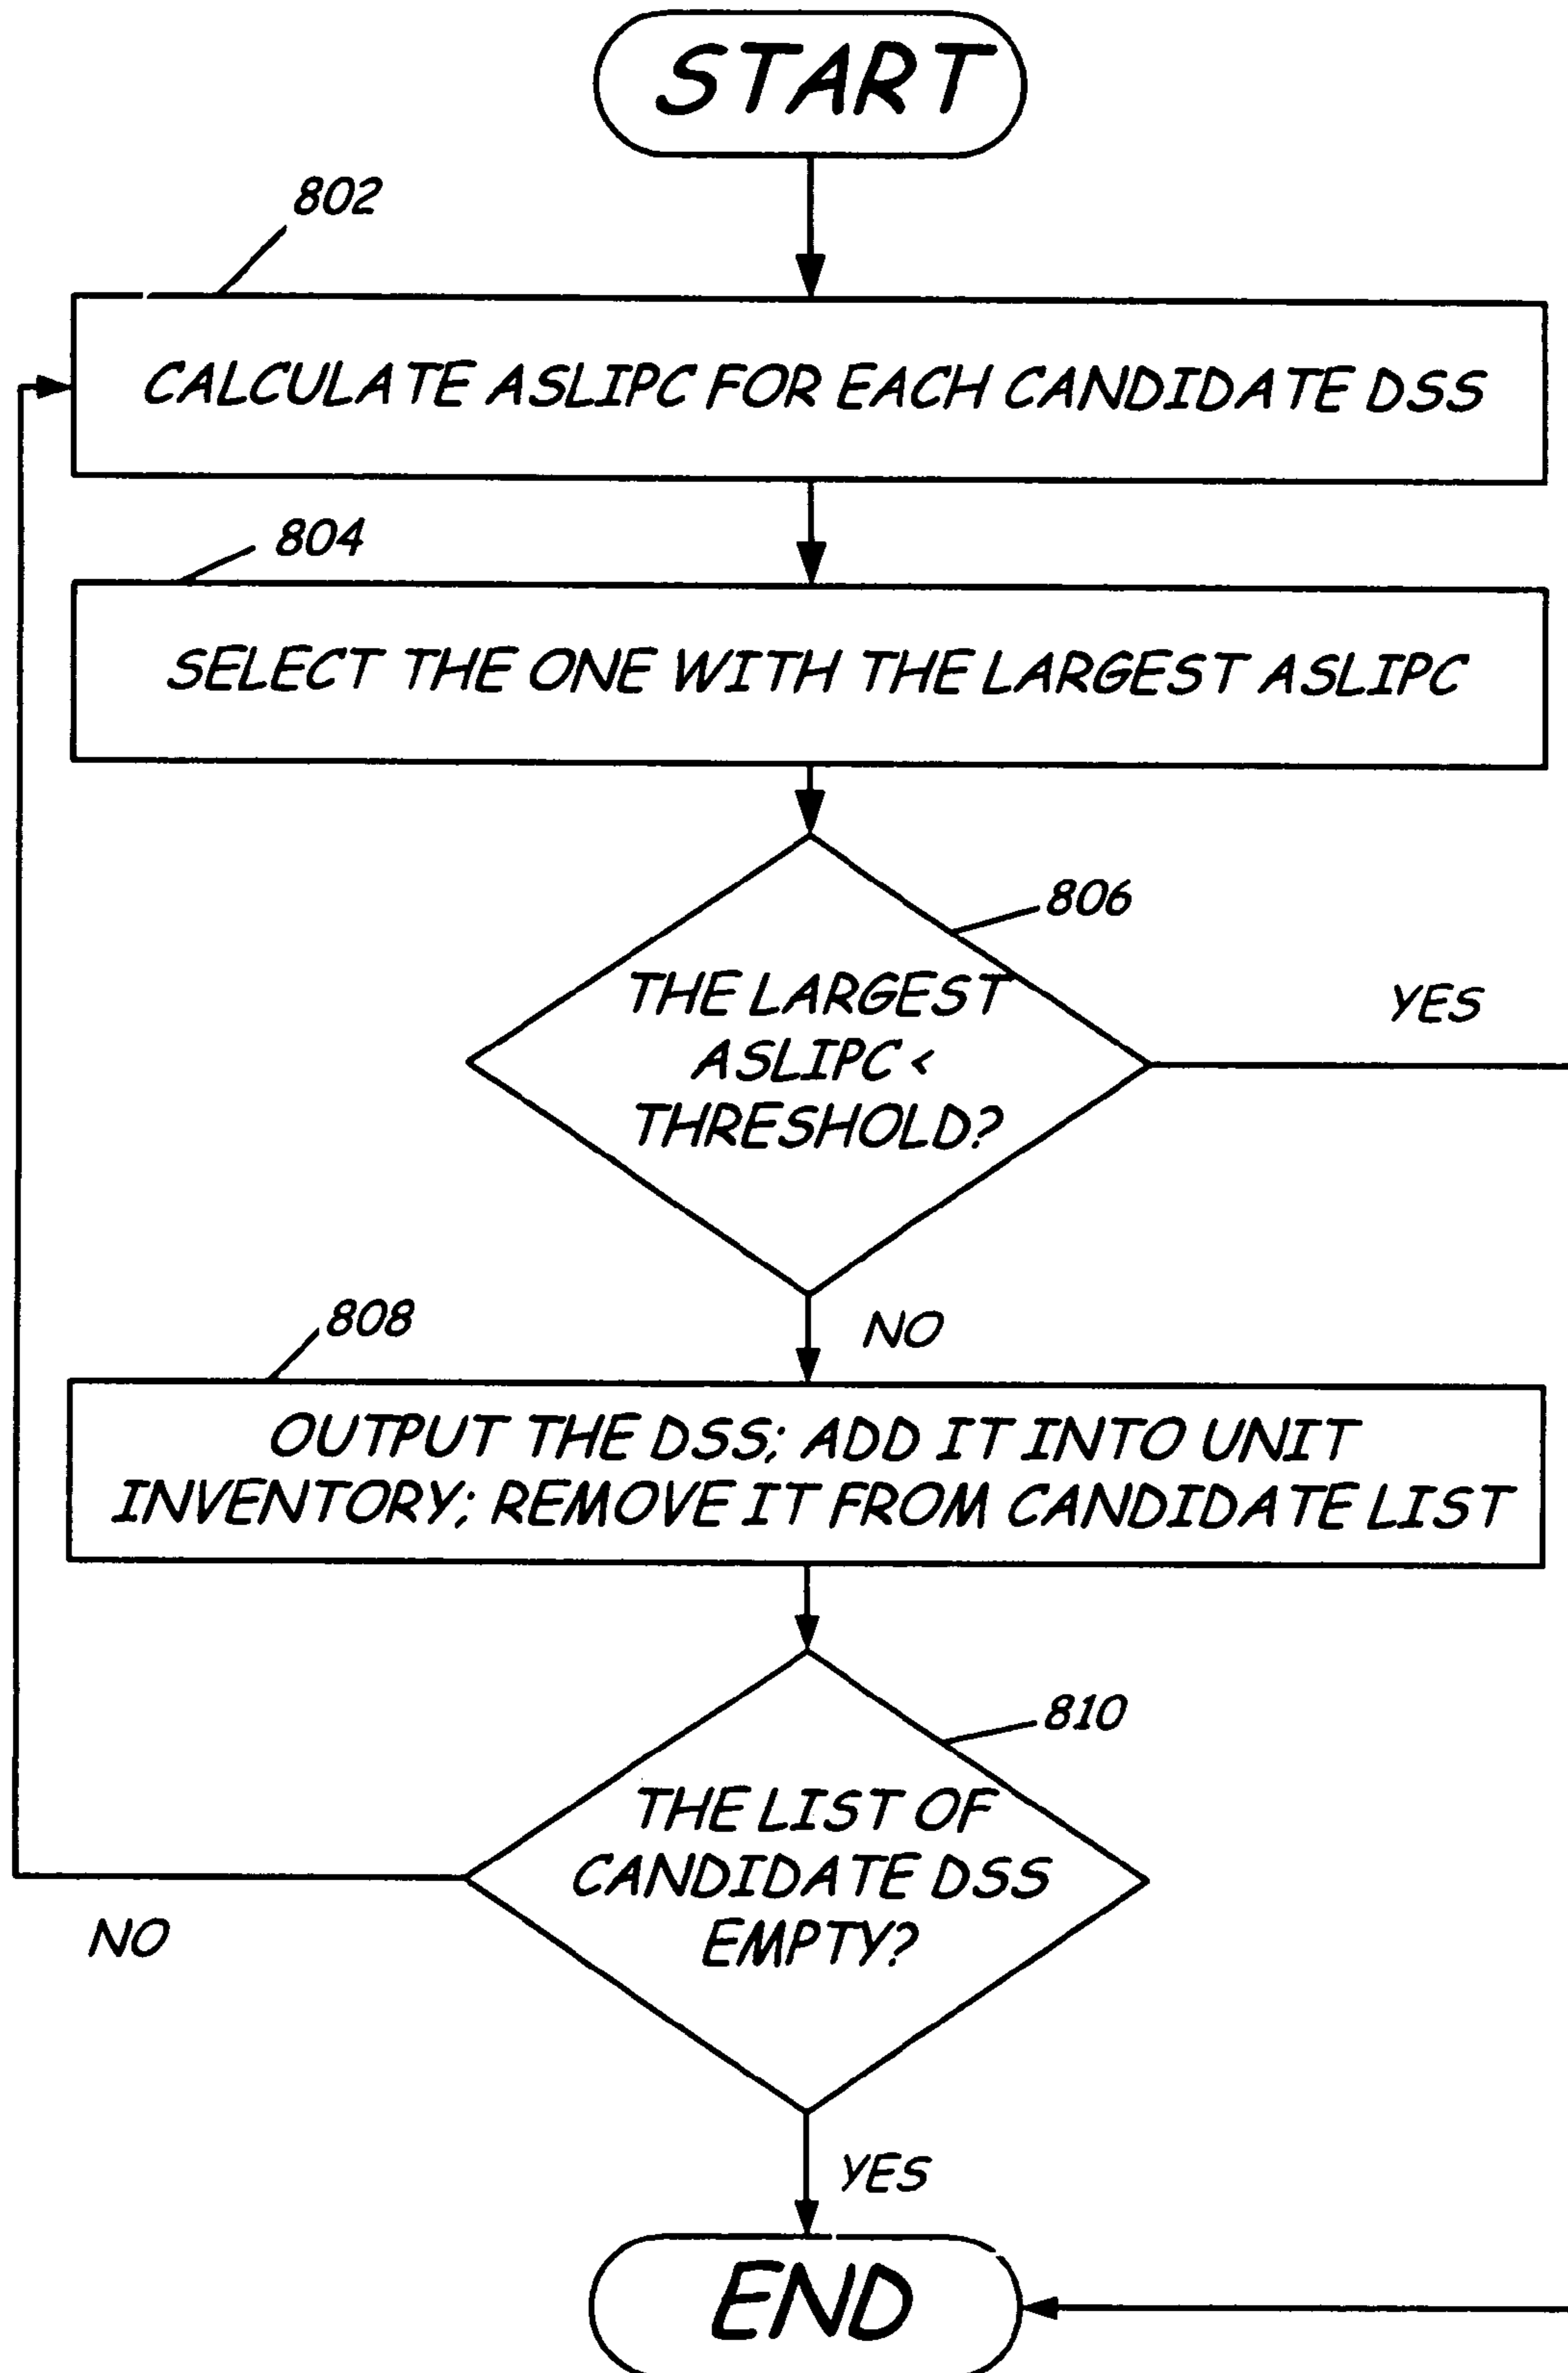 START
802
CALCULATE ASLIPC FOR EACH CANDIDATE DSS
804
SELECT THE ONE WITH THE LARGEST ASLIPC
806
THE LARGEST
ASLIPC <
THRESHOLD?
YES
NO
808
OUTPUT THE DSS; ADD IT INTO UNIT
INVENTORY; REMOVE IT FROM CANDIDATE LIST
810
THE LIST OF
CANDIDATE DSS
EMPTY?
NO
YES
END